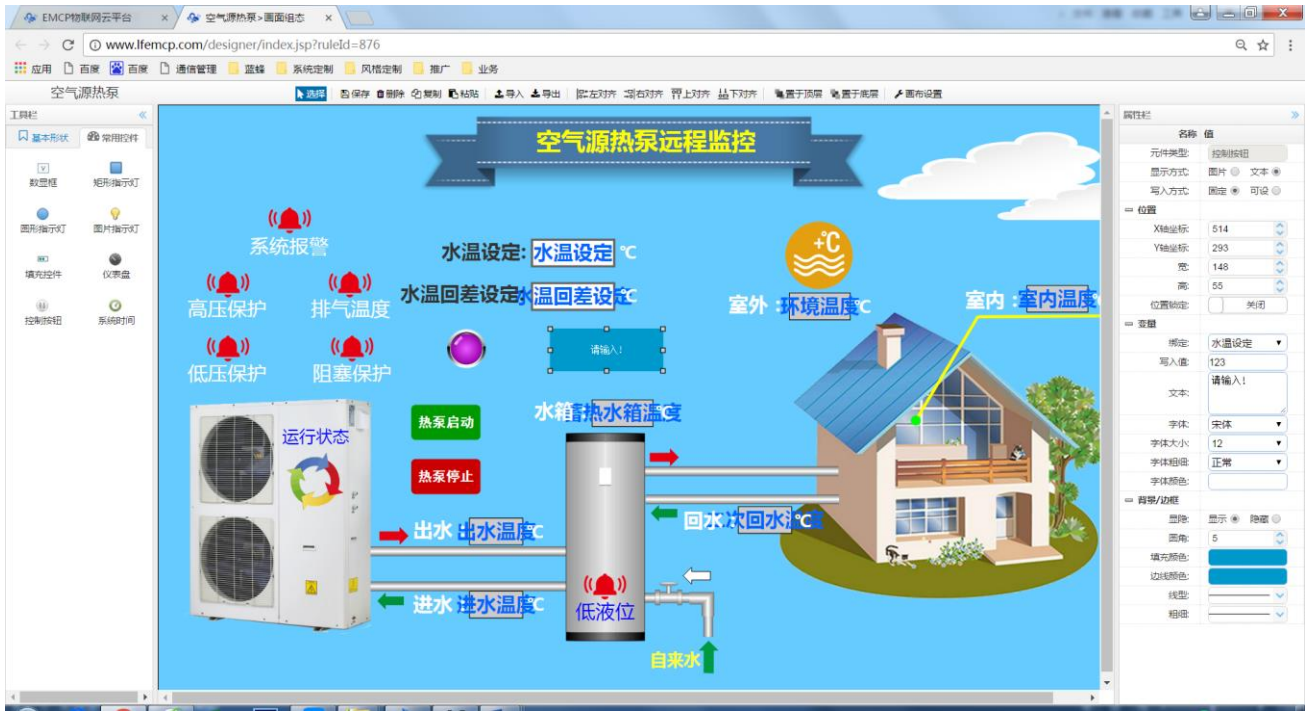 EMCP物联网云平台
空气源热泵>画面组态
www.lfemcp.com/designer/index.jsp?ruleId=876
应用 百度 百度 通信管理 蓝蜂 系统定制 风格定制 推广 业务
空气源热泵
选择 保存 删除 复制 粘贴 导入 导出 左对齐 右对齐 上对齐 下对齐 置于顶层 置于底层 画布设置
工具栏
基本形状 常用控件
数显框 矩形指示灯
圆形指示灯 图片指示灯
填充控件 仪表盘
控制按钮 系统时间
空气源热泵远程监控
系统报警
高压保护 排气温度
低压保护 阻塞保护
水温设定: 水温设定 ℃
水温回差设定 水温回差设定
请输入!
+C
室外 : 环境温度℃
室内 : 室内温度
运行状态
热泵启动
热泵停止
水箱
蓄热水箱温度
出水 出水温度℃
进水 进水温度℃
回水 次回水温度 ℃
低液位
自来水
属性栏
名称 值
元件类型: 控制按钮
显示方式: 图片 文本
写入方式: 固定 可设
位置
X轴坐标: 514
Y轴坐标: 293
宽: 148
高: 55
位置锁定: 关闭
变量
绑定: 水温设定
写入值: 123
文本: 请输入!
字体: 宋体
字体大小: 12
字体粗细: 正常
字体颜色:
背景/边框
显隐: 显示 隐藏
圆角: 5
填充颜色:
边线颜色:
线型:
粗细: